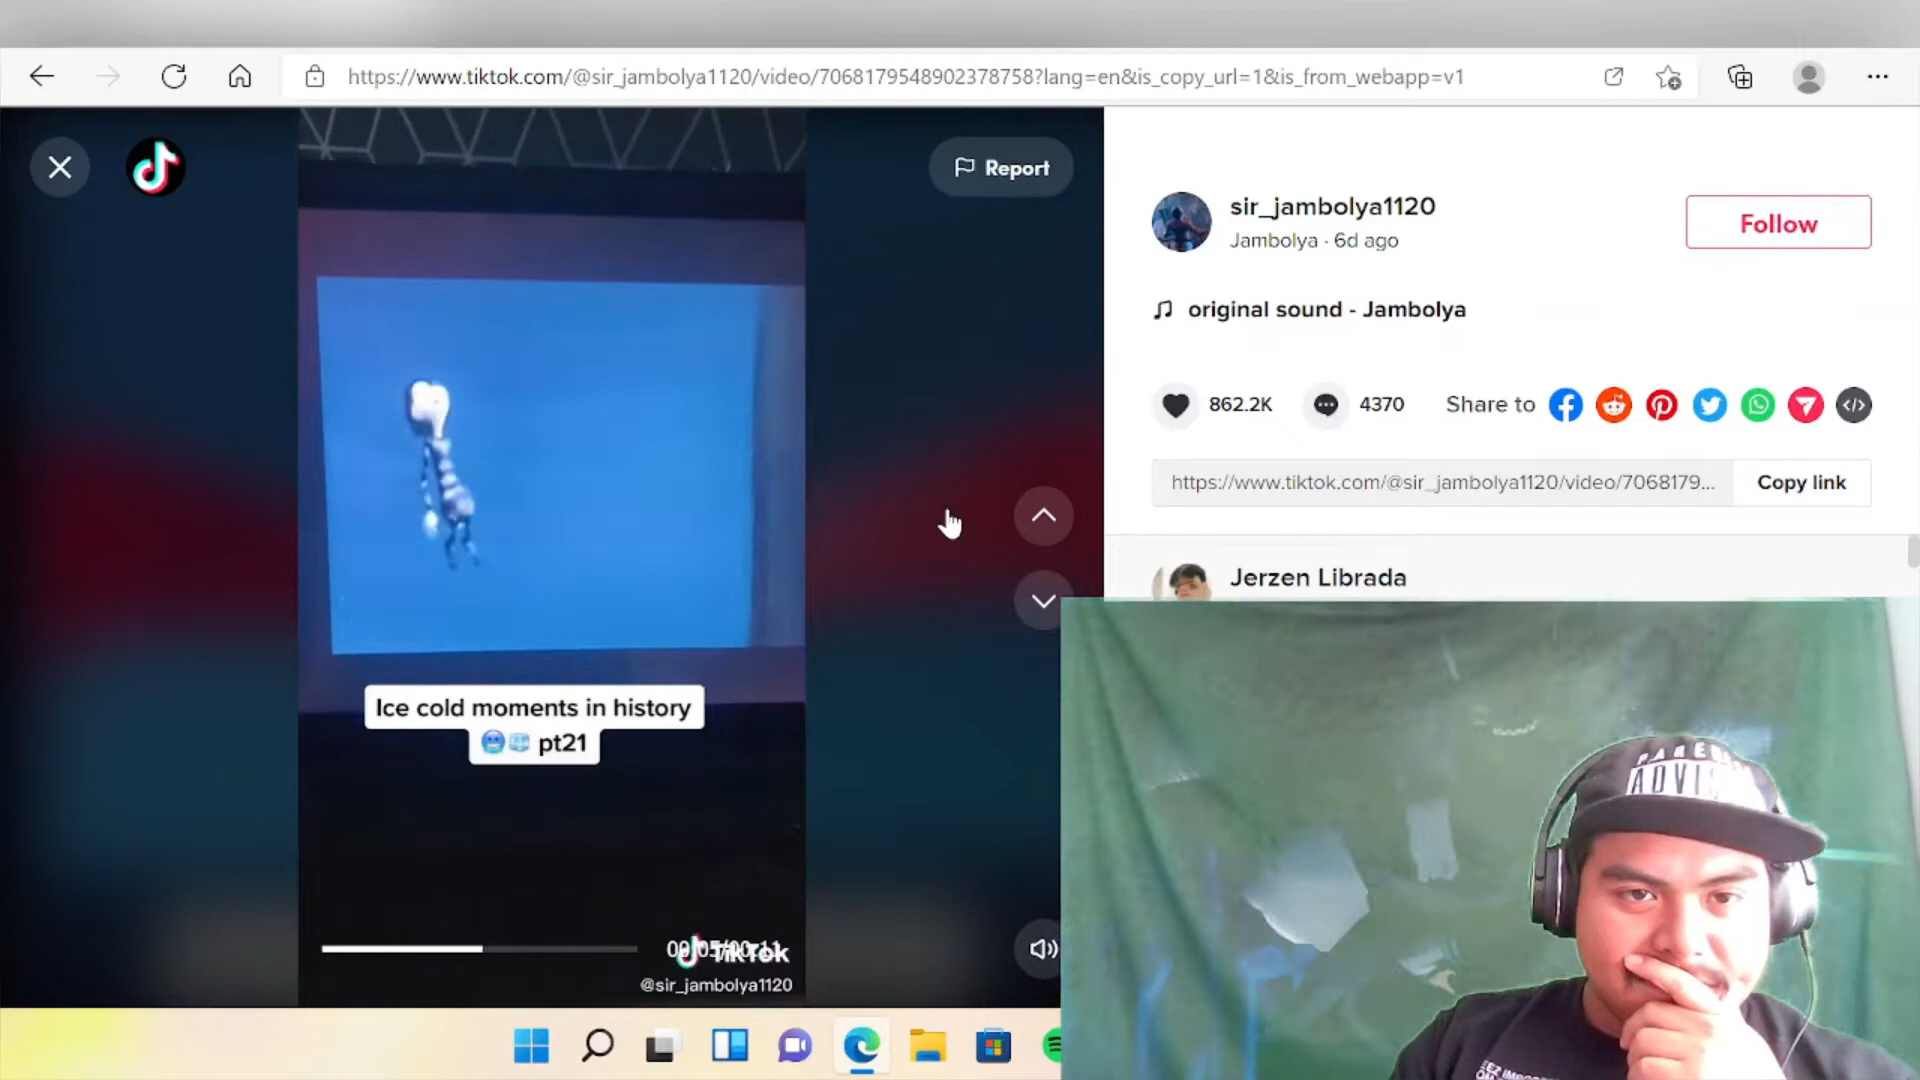 https://www.tiktok.com/@sir_jambolya1120/video/7068179548902378758?lang=en&is_copy_url=1&is_from_webapp=v1
Report
sir_jambolya1120
Jambolya · 6d ago
Follow
original sound - Jambolya
862.2K
4370
Share to
https://www.tiktok.com/@sir_jambolya1120/video/7068179...
Copy link
Jerzen Librada
Ice cold moments in history
🥶🧊 pt21
TikTok
@sir_jambolya1120
ADVI